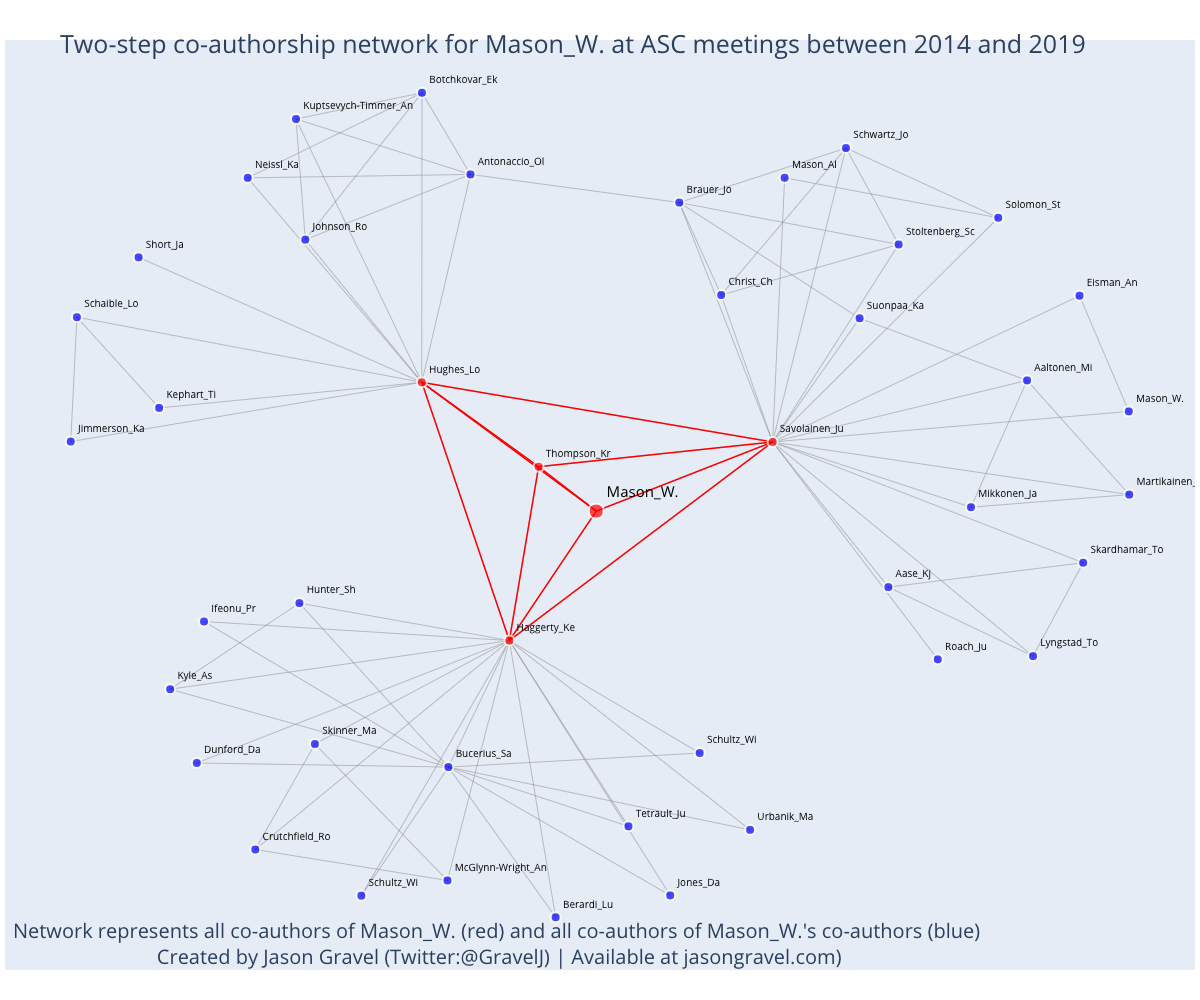 Two-step co-authorship network for Mason_W. at ASC meetings between 2014 and 2019
Botchkovar_Ek
Kuptsevych-Timmer_An
Schwartz_Jo
Antonaccio_Ol
Neissl_Ka
Mason_Al
Brauer_Jo
Solomon_St
Johnson_Ro
Stoltenberg_Sc
Short_Ja
Christ_Ch
Eisman_An
Schaible_Lo
Suonpaa_Ka
Hughes_Lo
Aaltonen_Mi
Kephart_Ti
Mason_W.
Jimmerson_Ka
Savolainen_Ju
Thompson_Kr
Mason_W.
Martikainen_
Mikkonen_Ja
Skardhamar_To
Aase_Kj
Hunter_Sh
Ifeonu_Pr
Haggerty_Ke
Roach_Ju
Lyngstad_To
Kyle_As
Skinner_Ma
Schultz_Wi
Dunford_Da
Bucerius_Sa
Tetrault_Ju
Urbanik_Ma
Crutchfield_Ro
McGlynn-Wright_An
Schultz_Wi
Jones_Da
Berardi_Lu
Network represents all co-authors of Mason_W. (red) and all co-authors of Mason_W.'s co-authors (blue)
Created by Jason Gravel (Twitter:@GravelJ) | Available at jasongravel.com)